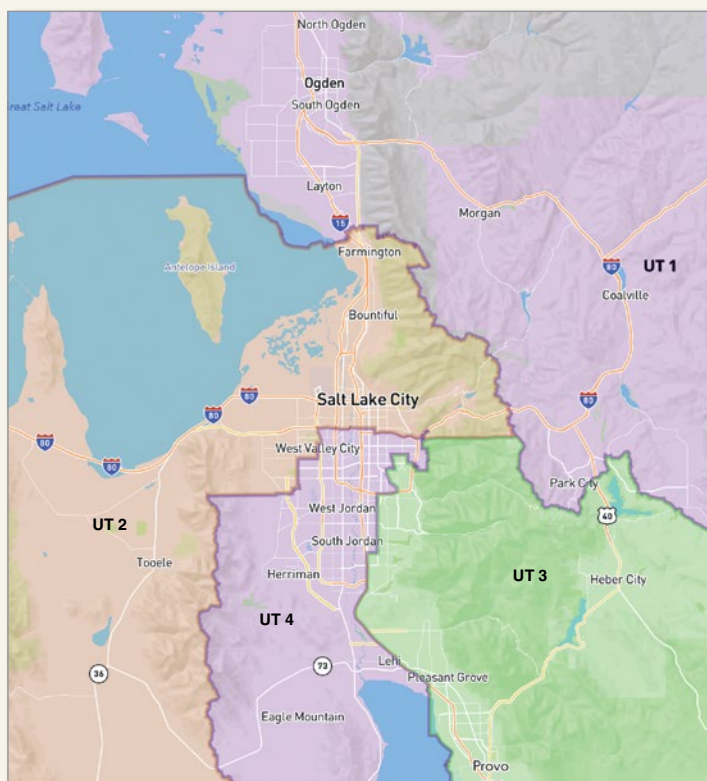 North Ogden
Ogden
South Ogden
reat Salt Lake
Layton
15
Morgan
Farmington
Antelope Island
UT 1
80
Coalville
Bountiful
80
Salt Lake City
80
80
80
West Valley City
80
Park City
West Jordan
40
UT 2
South Jordan
Tooele
Herriman
UT 3
Heber City
UT 4
Lehi
73
36
Pleasant Grove
Eagle Mountain
Provo